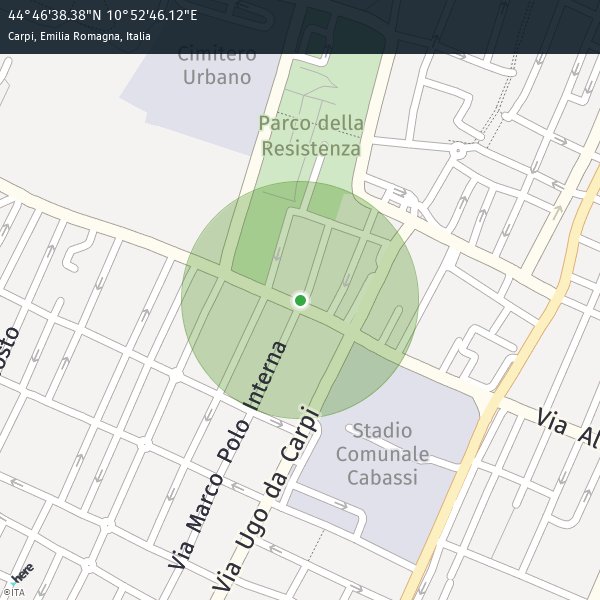 44°46'38.38"N 10°52'46.12"E
Carpi, Emilia Romagna, Italia
Cimitero
Urbano
Parco della
Resistenza
osto
Via Marco Polo Interna
Via Ugo da Carpi
Stadio
Comunale
Cabassi
Via Al
here
©ITA